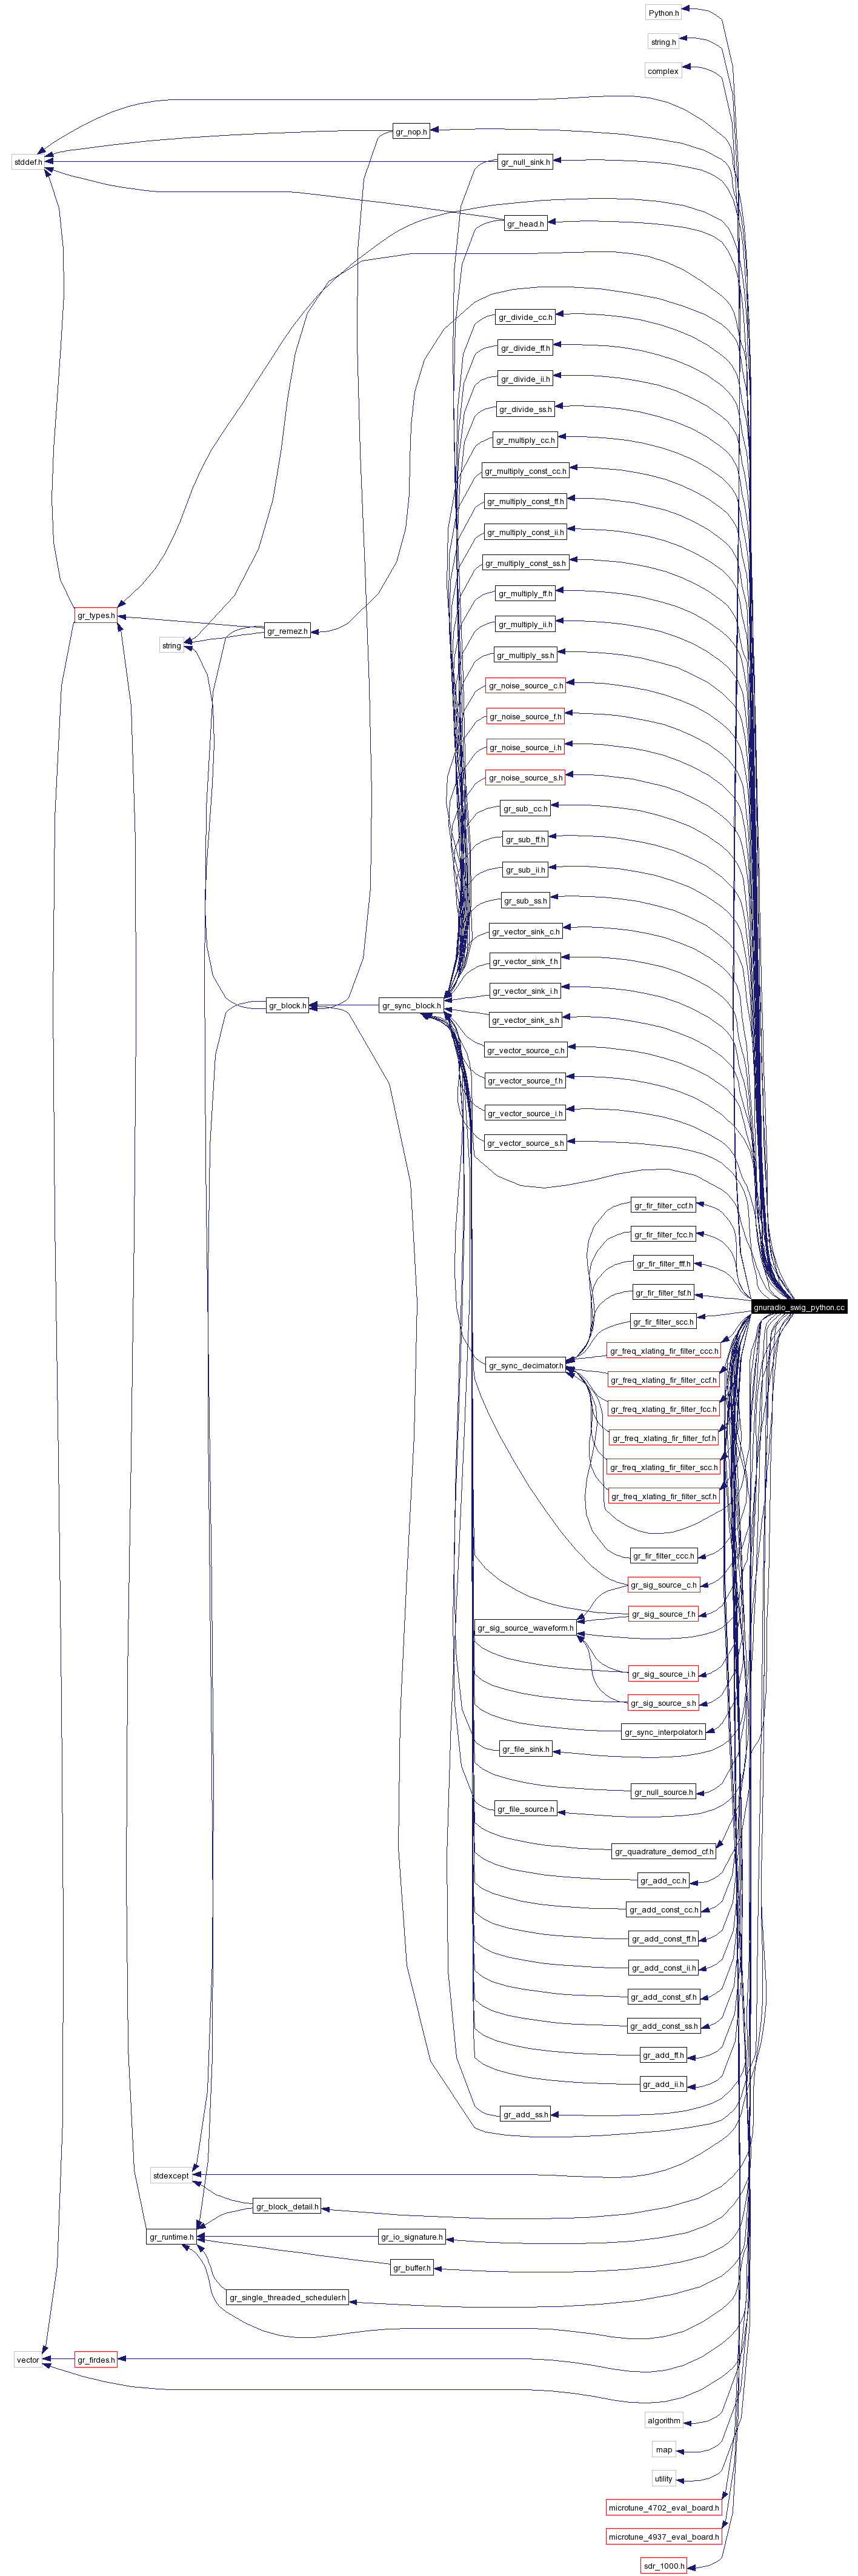 Python.h
string.h
complex
gr_nop.h
stddef.h
gr_null_sink.h
gr_head.h
gr_divide_cc.h
gr_divide_ff.h
gr_divide_ii.h
gr_divide_ss.h
gr_multiply_cc.h
gr_multiply_const_cc.h
gr_multiply_const_ff.h
gr_multiply_const_ii.h
gr_multiply_const_ss.h
gr_multiply_ff.h
gr_types.h
gr_multiply_ii.h
gr_remez.h
string
gr_multiply_ss.h
gr_noise_source_c.h
gr_noise_source_f.h
gr_noise_source_i.h
gr_noise_source_s.h
gr_sub_cc.h
gr_sub_ff.h
gr_sub_ii.h
gr_sub_ss.h
gr_vector_sink_c.h
gr_vector_sink_f.h
gr_vector_sink_i.h
gr_block.h
gr_sync_block.h
gr_vector_sink_s.h
gr_vector_source_c.h
gr_vector_source_f.h
gr_vector_source_i.h
gr_vector_source_s.h
gr_fir_filter_ccf.h
gr_fir_filter_fcc.h
gr_fir_filter_fff.h
gr_fir_filter_fsf.h
gnuradio_swig_python.cc
gr_fir_filter_scc.h
gr_freq_xlating_fir_filter_ccc.h
gr_sync_decimator.h
gr_freq_xlating_fir_filter_ccf.h
gr_freq_xlating_fir_filter_fcc.h
gr_freq_xlating_fir_filter_fcf.h
gr_freq_xlating_fir_filter_scc.h
gr_freq_xlating_fir_filter_scf.h
gr_fir_filter_ccc.h
gr_sig_source_c.h
gr_sig_source_f.h
gr_sig_source_waveform.h
gr_sig_source_i.h
gr_sig_source_s.h
gr_sync_interpolator.h
gr_file_sink.h
gr_null_source.h
gr_file_source.h
gr_quadrature_demod_cf.h
gr_add_cc.h
gr_add_const_cc.h
gr_add_const_ff.h
gr_add_const_ii.h
gr_add_const_sf.h
gr_add_const_ss.h
gr_add_ff.h
gr_add_ii.h
gr_add_ss.h
stdexcept
gr_block_detail.h
gr_runtime.h
gr_io_signature.h
gr_buffer.h
gr_single_threaded_scheduler.h
vector
gr_firdes.h
algorithm
map
utility
microtune_4702_eval_board.h
microtune_4937_eval_board.h
sdr_1000.h